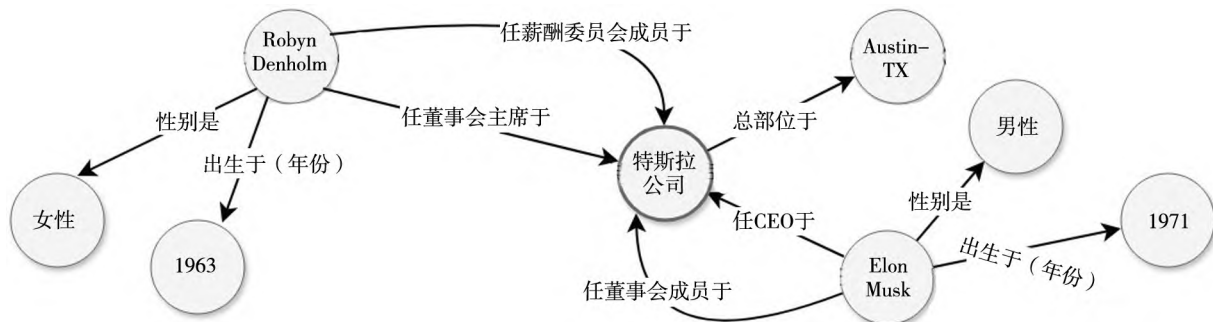 Robyn
Denholm
任薪酬委员会成员于
Austin–
TX
性别是
任董事会主席于
总部位于
男性
出生于（年份）
特斯拉
公司
女性
1963
任CEO于
性别是
1971
出生于（年份）
任董事会成员于
Elon
Musk